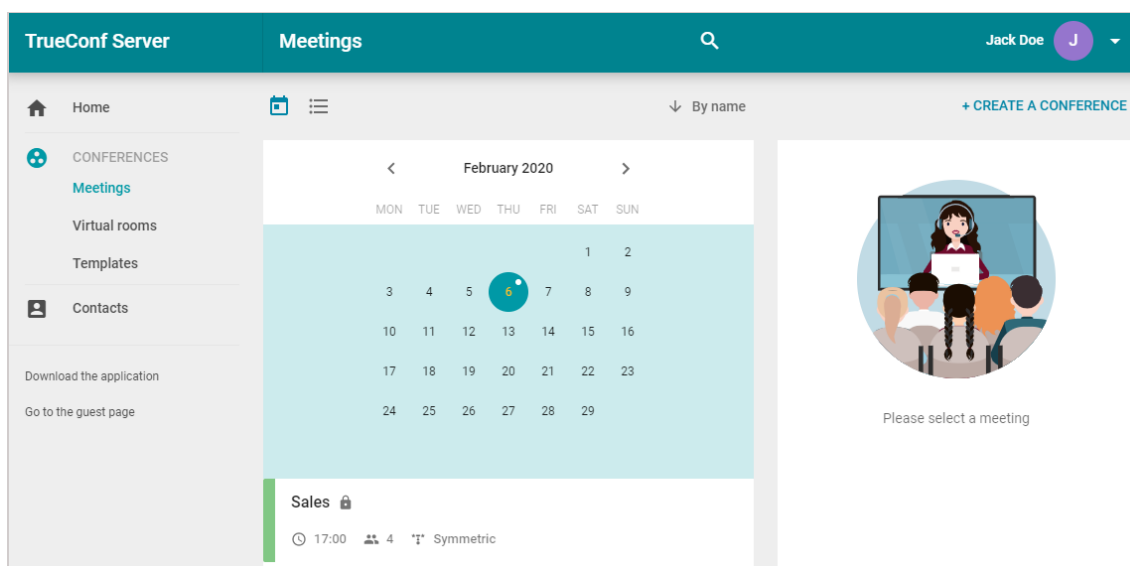 TrueConf Server
Meetings
Jack Doe
J
Home
CONFERENCES
Meetings
Virtual rooms
Templates
Contacts
Download the application
Go to the guest page
By name
+ CREATE A CONFERENCE
February 2020
MON TUE WED THU FRI SAT SUN
1 2
3 4 5 6 7 8 9
10 11 12 13 14 15 16
17 18 19 20 21 22 23
24 25 26 27 28 29
Sales
17:00 4 Symmetric
Please select a meeting